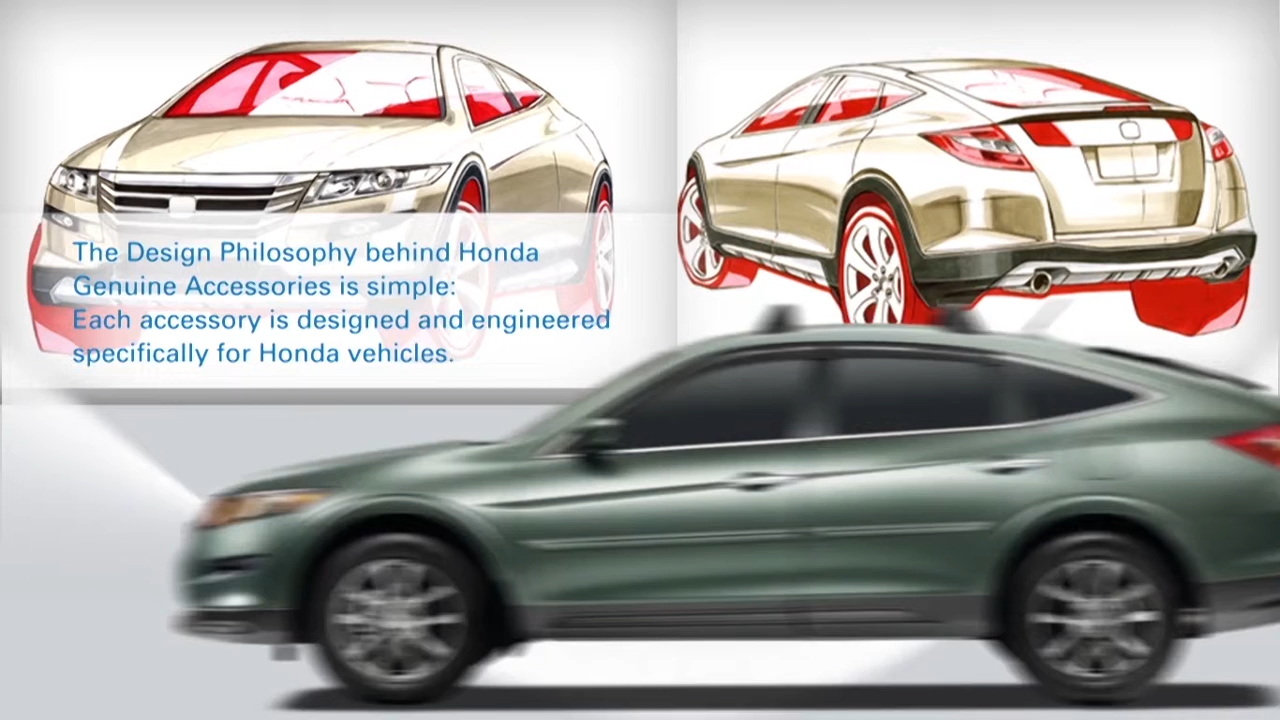 The Design Philosophy behind Honda
Genuine Accessories is simple:
Each accessory is designed and engineered
specifically for Honda vehicles.